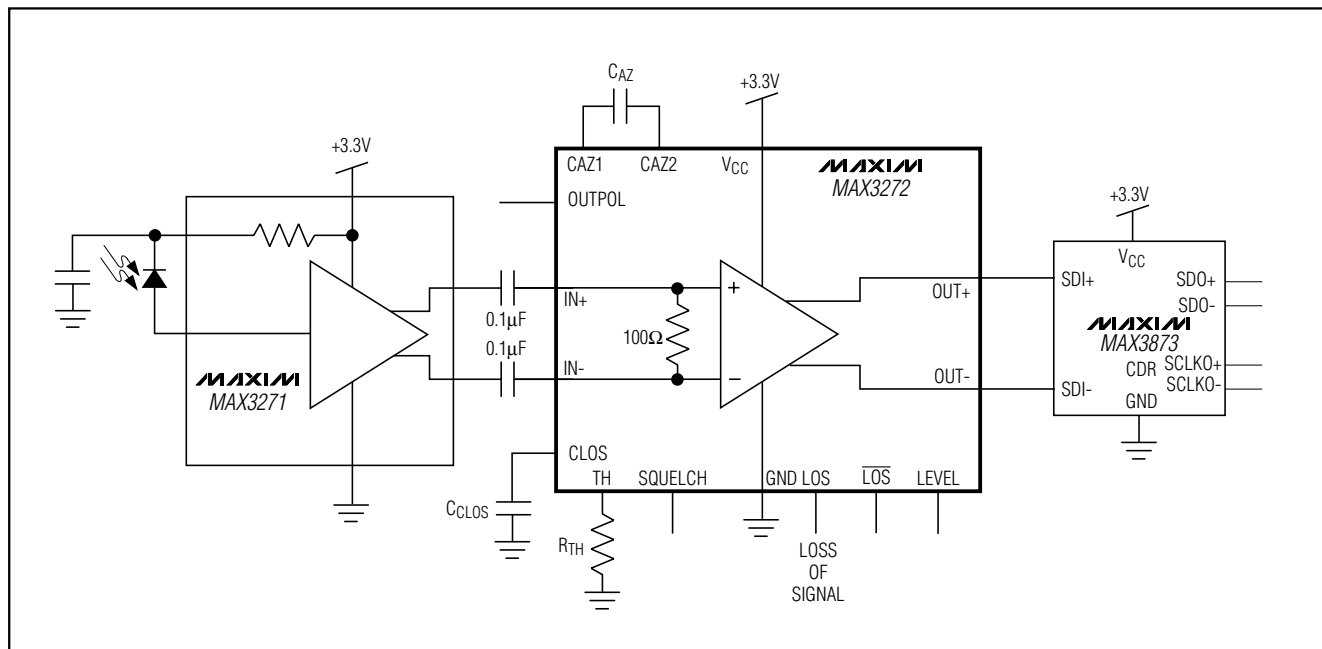 +3.3V
MAXIM
MAX3271
0.1µF
0.1µF
C_AZ
+3.3V
CAZ1
CAZ2
V_CC
MAXIM
MAX3272
OUTPOL
IN+
IN-
100Ω
+
−
OUT+
OUT-
CLOS
TH
SQUELCH
GND
LOS
L̅O̅S̅
LEVEL
C_CLOS
R_TH
LOSS
OF
SIGNAL
+3.3V
V_CC
SDI+
SDI-
SDO+
SDO-
MAXIM
MAX3873
CDR
SCLKO+
SCLKO-
GND